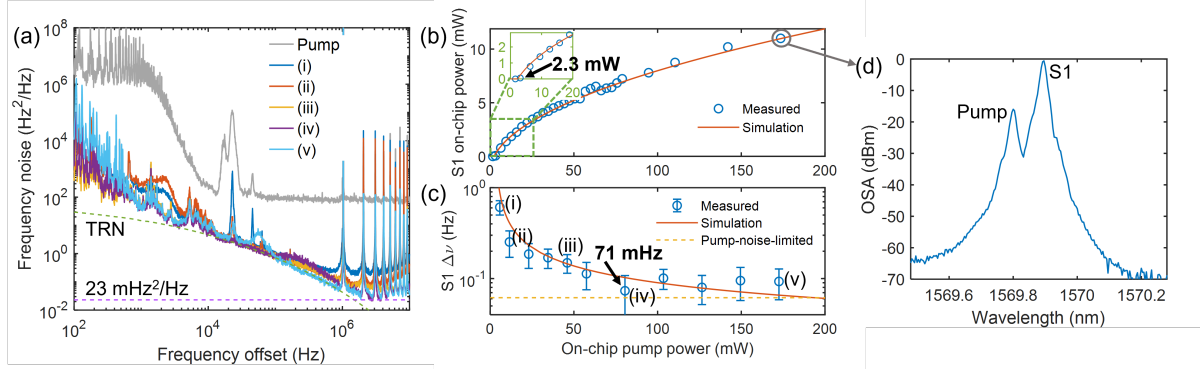 (a)
10^8
10^6
10^4
10^2
10^0
10^-2
Frequency noise (Hz^2/Hz)
Pump
(i)
(ii)
(iii)
(iv)
(v)
TRN
23 mHz^2/Hz
10^2
10^4
10^6
Frequency offset (Hz)
(b)
S1 on-chip power (mW)
10
5
0
2
0
0
10
20
2.3 mW
Measured
Simulation
0
50
100
150
200
(c)
S1 Δν (Hz)
10^0
10^-1
(i)
(ii)
(iii)
71 mHz
(iv)
(v)
Measured
Simulation
Pump-noise-limited
0
50
100
150
200
On-chip pump power (mW)
(d)
OSA (dBm)
0
-10
-20
-30
-40
-50
-60
-70
Pump
S1
1569.6
1569.8
1570
1570.2
Wavelength (nm)